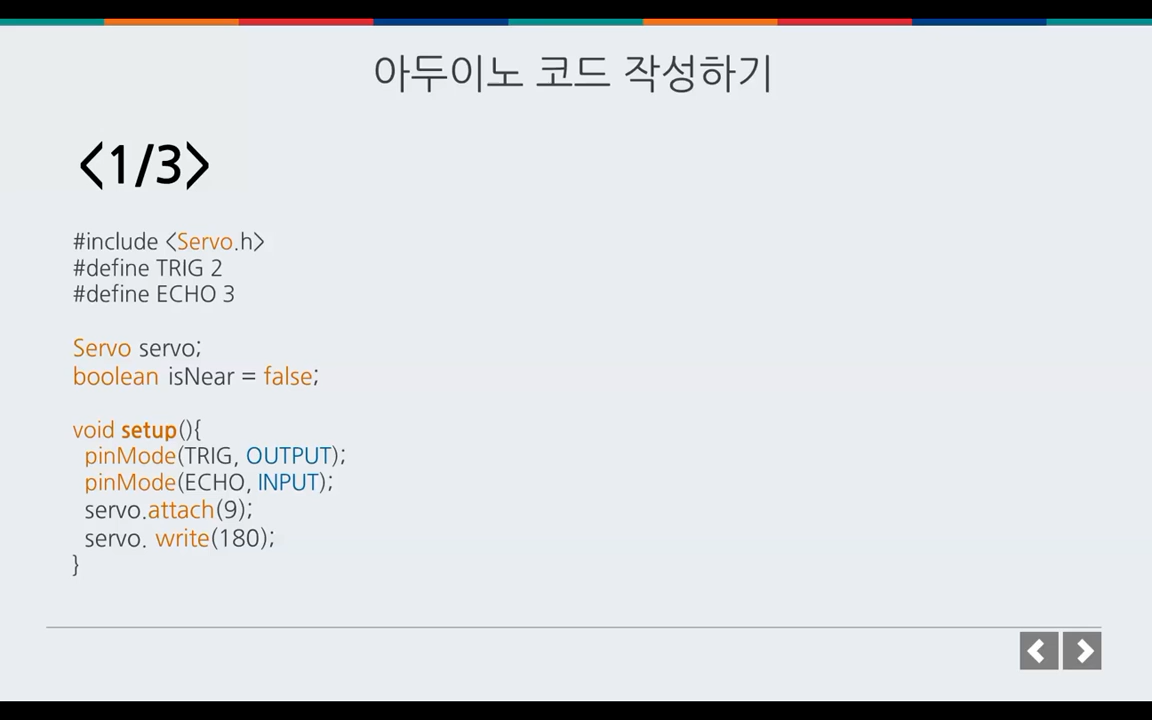 아두이노 코드 작성하기
<1/3>
#include <Servo.h>
#define TRIG 2
#define ECHO 3
Servo servo;
boolean isNear = false;
void setup(){
pinMode(TRIG, OUTPUT);
pinMode(ECHO, INPUT);
servo.attach(9);
servo. write(180);
}